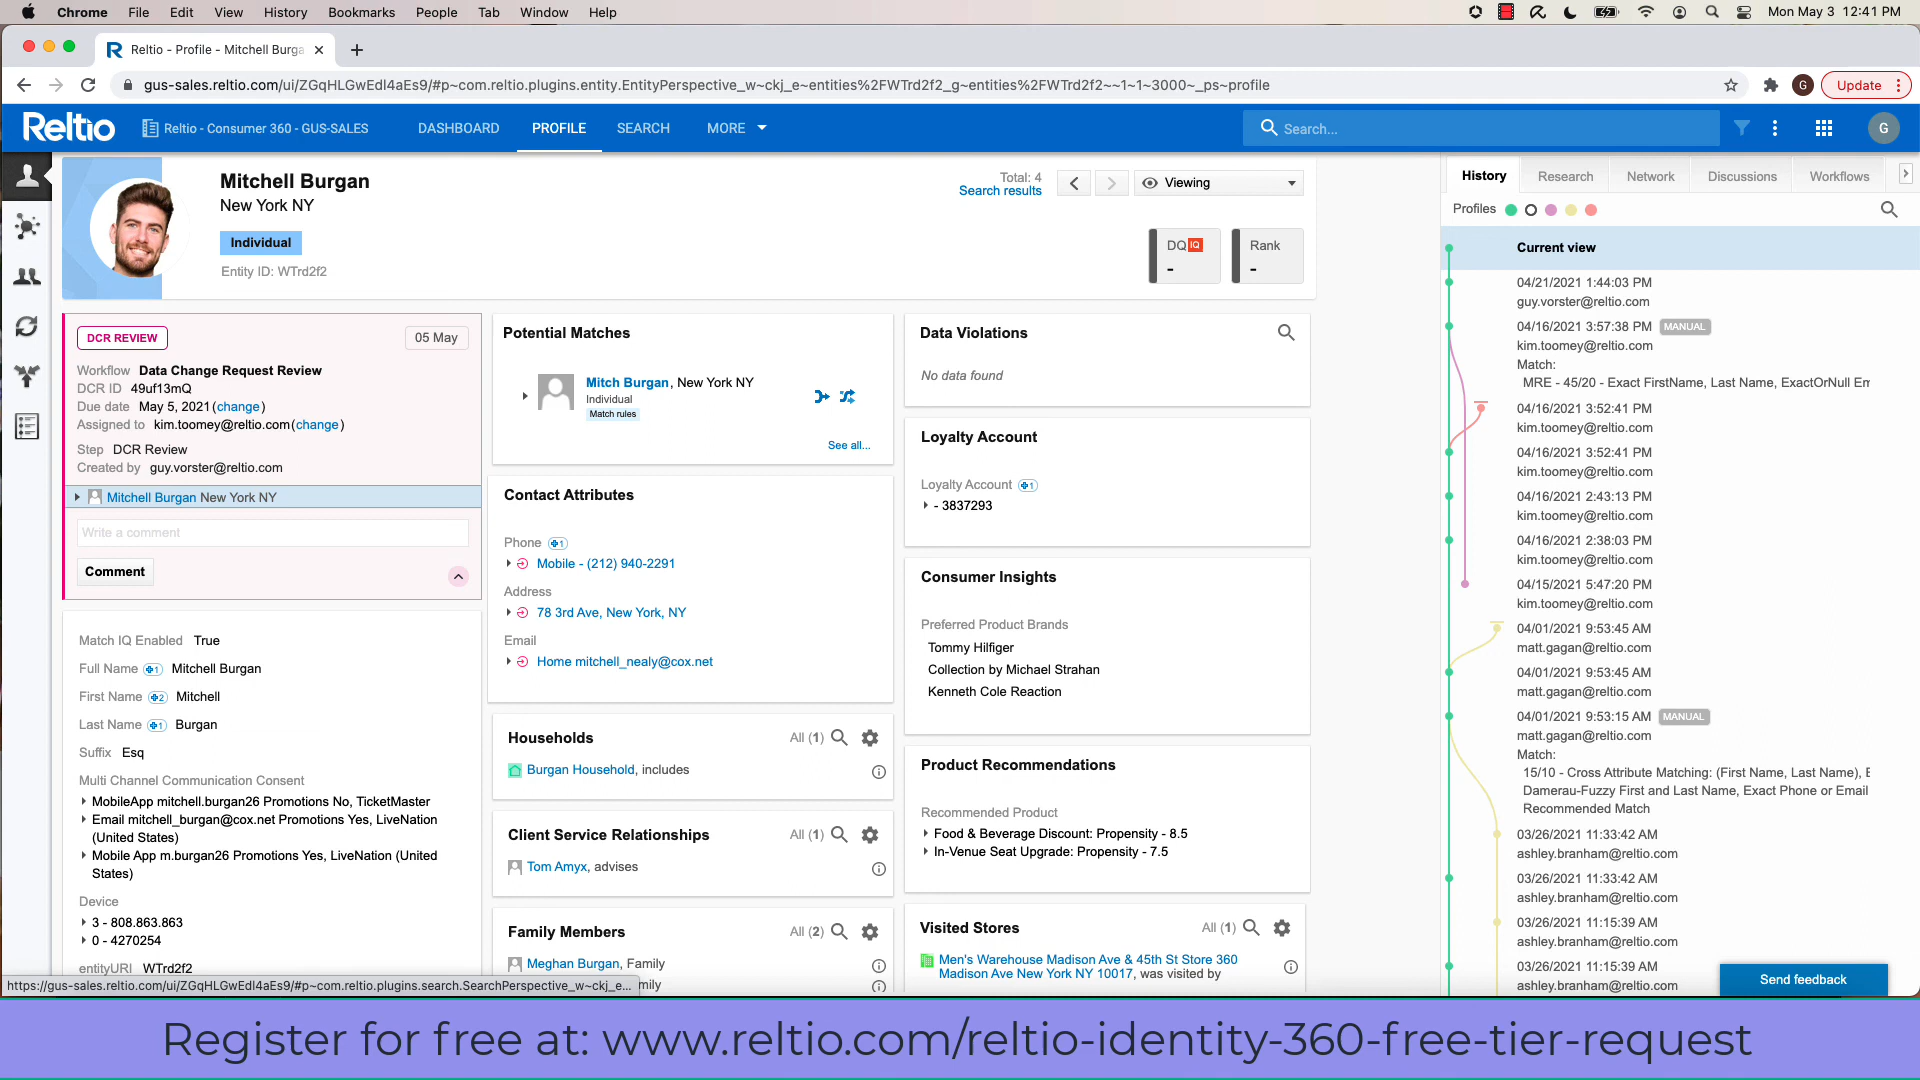 Chrome File Edit View History Bookmarks People Tab Window Help
Mon May 3 12:41 PM
Reltio - Profile - Mitchell Burga
gus-sales.reltio.com/ui/ZGqHLGwEdl4aEs9/#p~com.reltio.plugins.entity.EntityPerspective_w~ckj_e~entities%2FWTrd2f2_g~entities%2FWTrd2f2~~1~1~3000~_ps~profile
G
Update
Reltio
Reltio - Consumer 360 - GUS-SALES
DASHBOARD PROFILE SEARCH MORE
Search...
G
Mitchell Burgan
New York NY
Individual
Entity ID: WTrd2f2
Total: 4
Search results
Viewing
DQ IQ
-
Rank
-
DCR REVIEW
05 May
Workflow Data Change Request Review
DCR ID 49uf13mQ
Due date May 5, 2021(change)
Assigned to kim.toomey@reltio.com(change)
Step DCR Review
Created by guy.vorster@reltio.com
Mitchell Burgan New York NY
Write a comment
Comment
Match IQ Enabled True
Full Name +1 Mitchell Burgan
First Name +2 Mitchell
Last Name +1 Burgan
Suffix Esq
Multi Channel Communication Consent
MobileApp mitchell.burgan26 Promotions No, TicketMaster
Email mitchell_burgan@cox.net Promotions Yes, LiveNation
(United States)
Mobile App m.burgan26 Promotions Yes, LiveNation (United
States)
Device
3 - 808.863.863
0 - 4270254
entityURI WTrd2f2
https://gus-sales.reltio.com/ui/ZGqHLGwEdl4aEs9/#p~com.reltio.plugins.search.SearchPerspective_w~ckj_e...
Potential Matches
Mitch Burgan, New York NY
Individual
Match rules
See all...
Contact Attributes
Phone +1
Mobile - (212) 940-2291
Address
78 3rd Ave, New York, NY
Email
Home mitchell_nealy@cox.net
Households
All (1)
Burgan Household, includes
Client Service Relationships
All (1)
Tom Amyx, advises
Family Members
All (2)
Meghan Burgan, Family
mily
Data Violations
No data found
Loyalty Account
Loyalty Account +1
- 3837293
Consumer Insights
Preferred Product Brands
Tommy Hilfiger
Collection by Michael Strahan
Kenneth Cole Reaction
Product Recommendations
Recommended Product
Food & Beverage Discount: Propensity - 8.5
In-Venue Seat Upgrade: Propensity - 7.5
Visited Stores
All (1)
Men's Warehouse Madison Ave & 45th St Store 360
Madison Ave New York NY 10017, was visited by
History Research Network Discussions Workflows
Profiles
Current view
04/21/2021 1:44:03 PM
guy.vorster@reltio.com
04/16/2021 3:57:38 PM MANUAL
kim.toomey@reltio.com
Match:
MRE - 45/20 - Exact FirstName, Last Name, ExactOrNull Em
04/16/2021 3:52:41 PM
kim.toomey@reltio.com
04/16/2021 3:52:41 PM
kim.toomey@reltio.com
04/16/2021 2:43:13 PM
kim.toomey@reltio.com
04/16/2021 2:38:03 PM
kim.toomey@reltio.com
04/15/2021 5:47:20 PM
kim.toomey@reltio.com
04/01/2021 9:53:45 AM
matt.gagan@reltio.com
04/01/2021 9:53:45 AM
matt.gagan@reltio.com
04/01/2021 9:53:15 AM MANUAL
matt.gagan@reltio.com
Match:
15/10 - Cross Attribute Matching: (First Name, Last Name), E
Damerau-Fuzzy First and Last Name, Exact Phone or Email
Recommended Match
03/26/2021 11:33:42 AM
ashley.branham@reltio.com
03/26/2021 11:33:42 AM
ashley.branham@reltio.com
03/26/2021 11:15:39 AM
ashley.branham@reltio.com
03/26/2021 11:15:39 AM
ashley.branham@reltio.com
Send feedback
Register for free at: www.reltio.com/reltio-identity-360-free-tier-request